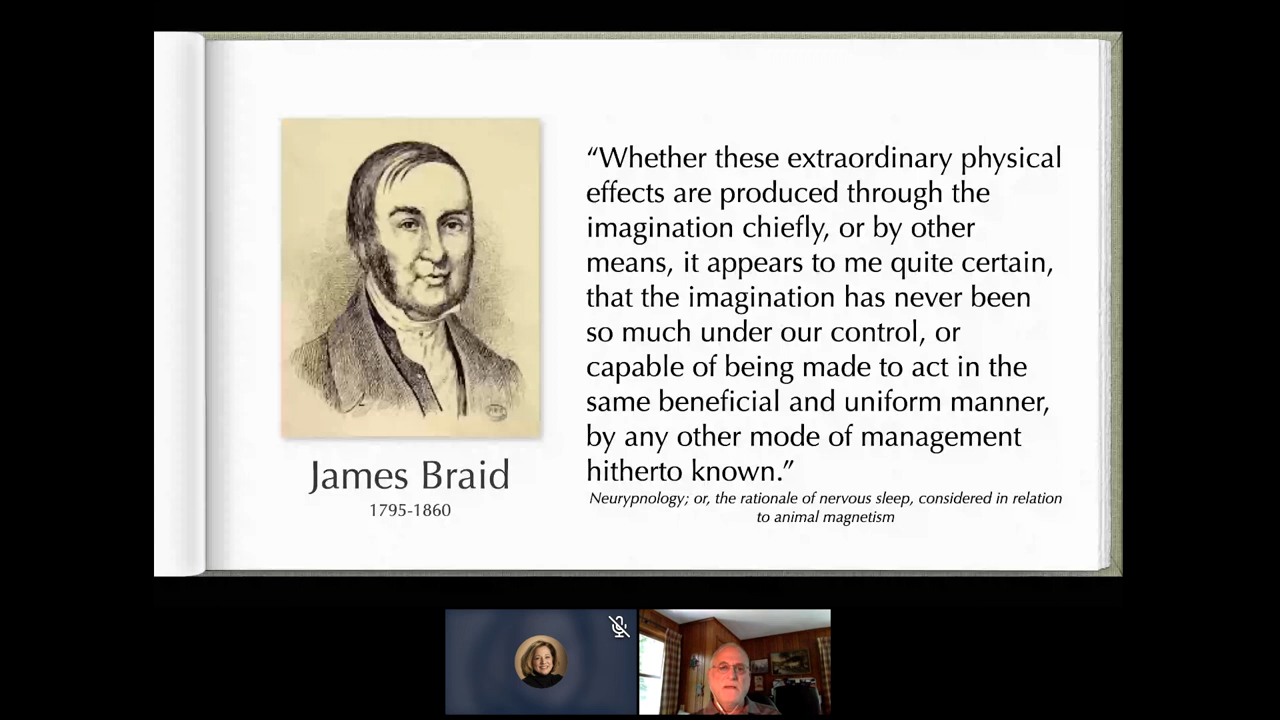 “Whether these extraordinary physical
effects are produced through the
imagination chiefly, or by other
means, it appears to me quite certain,
that the imagination has never been
so much under our control, or
capable of being made to act in the
same beneficial and uniform manner,
by any other mode of management
hitherto known.”
Neurypnology; or, the rationale of nervous sleep, considered in relation
to animal magnetism
James Braid
1795-1860